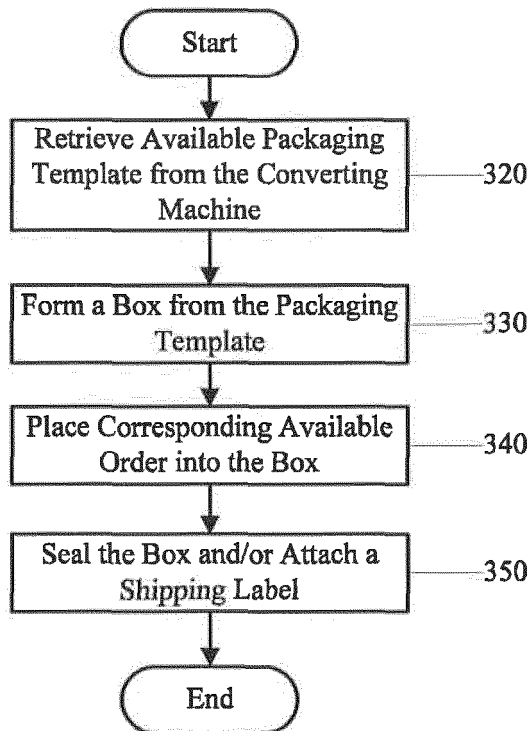 Start
Retrieve Available Packaging
Template from the Converting
Machine
320
Form a Box from the Packaging
Template
330
Place Corresponding Available
Order into the Box
340
Seal the Box and/or Attach a
Shipping Label
350
End